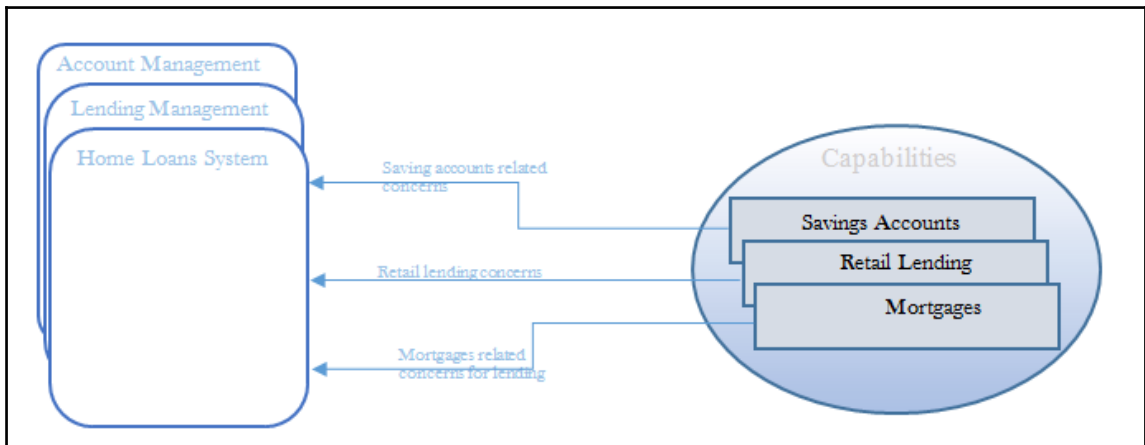 Account Management
Lending Management
Home Loans System
Saving accounts related
concerns
Retail lending concerns
Mortgages related
concerns for lending
Capabilities
Savings Accounts
Retail Lending
Mortgages